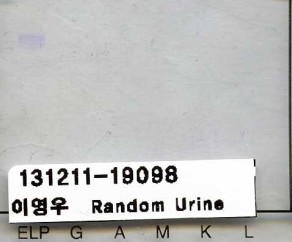 131211-19098
이영우 Random Urine
ELP G A M K L